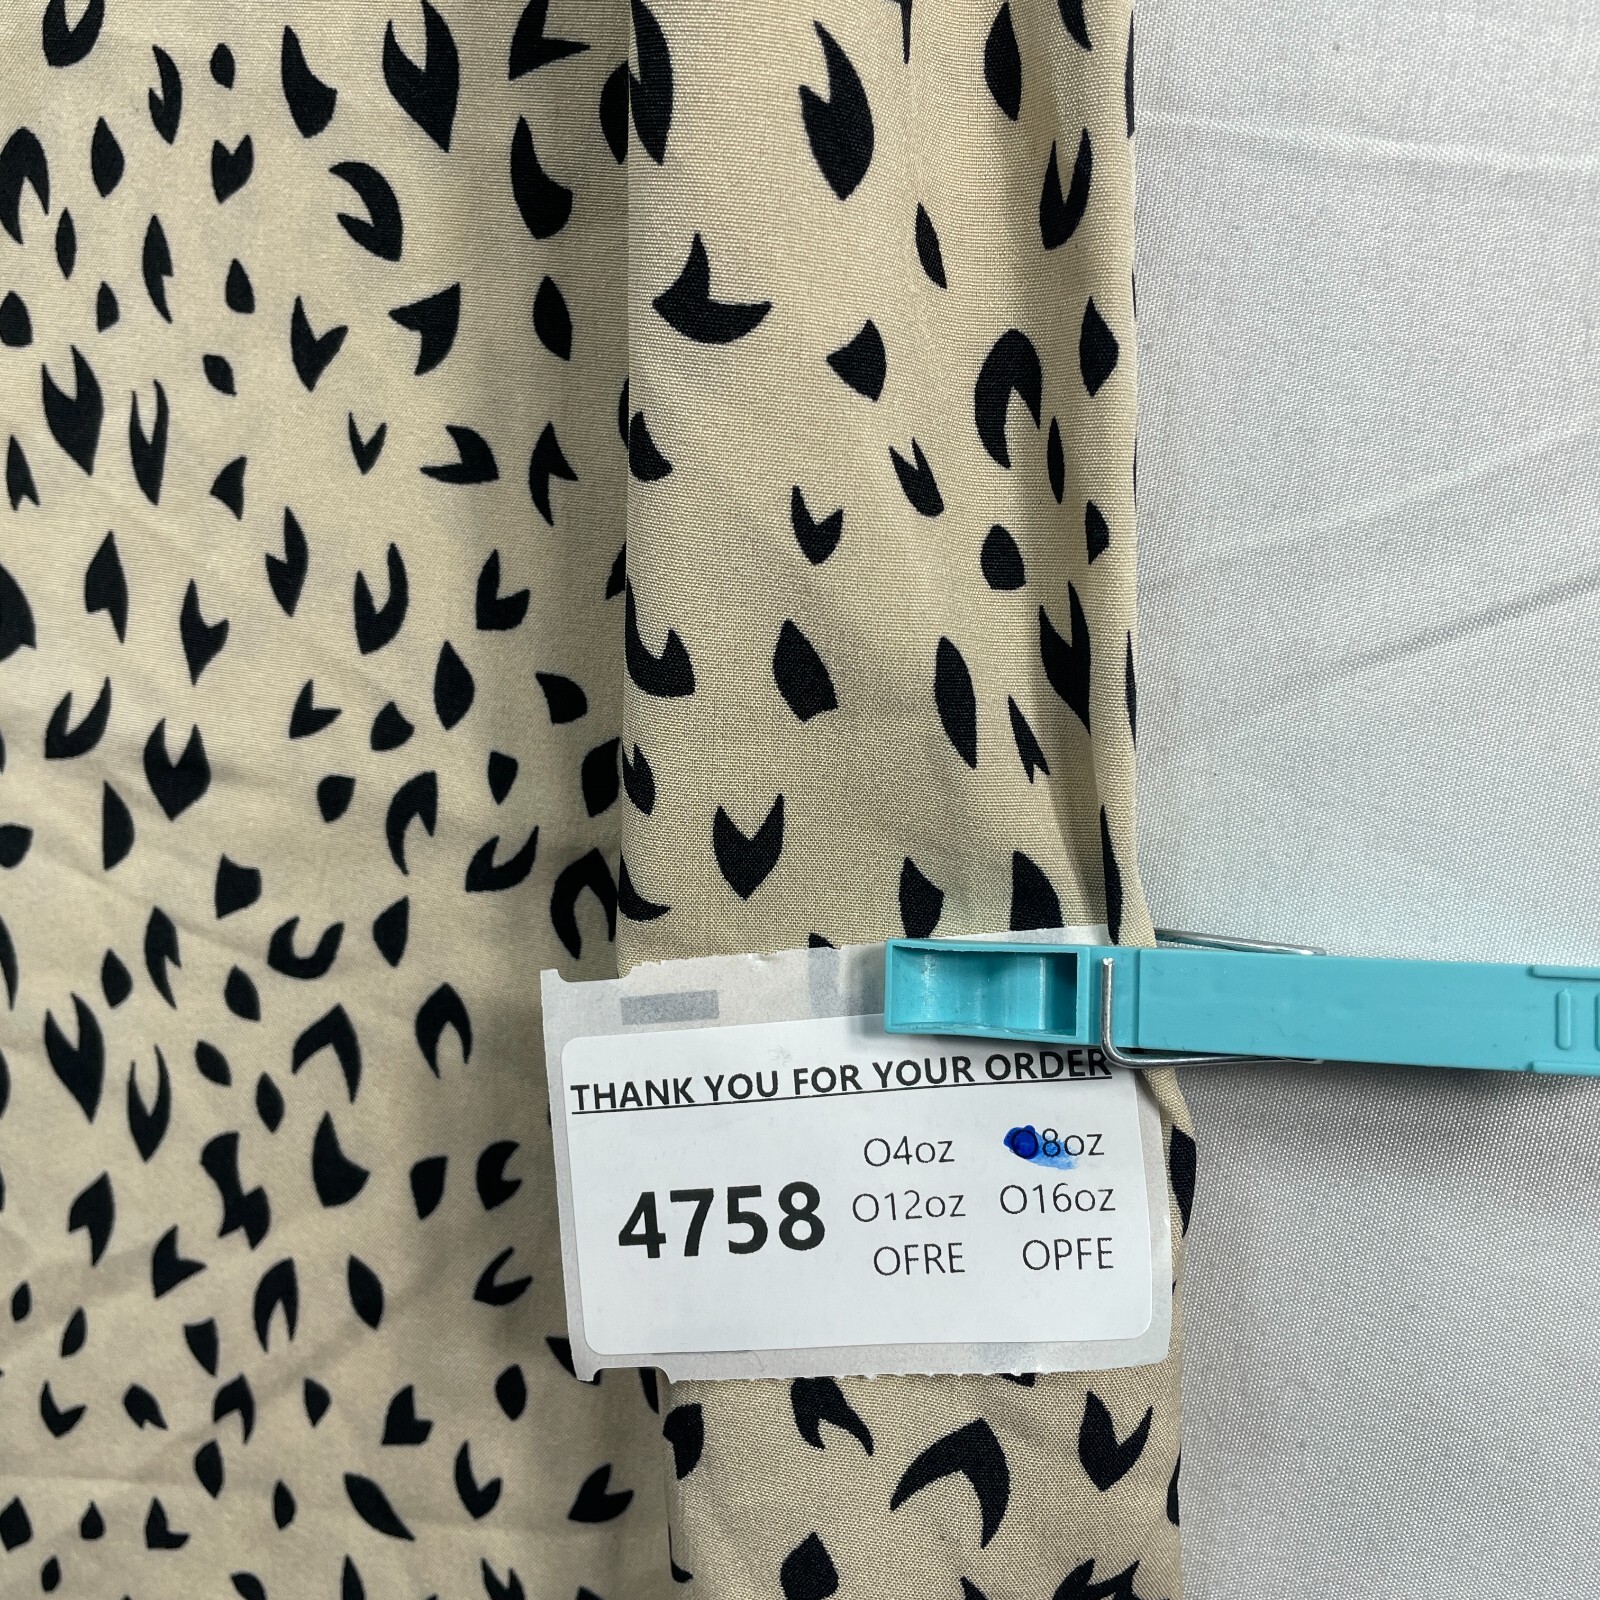 THANK YOU FOR YOUR ORDER
O4oz O8oz
4758
O12oz O16oz
OFRE OPFE